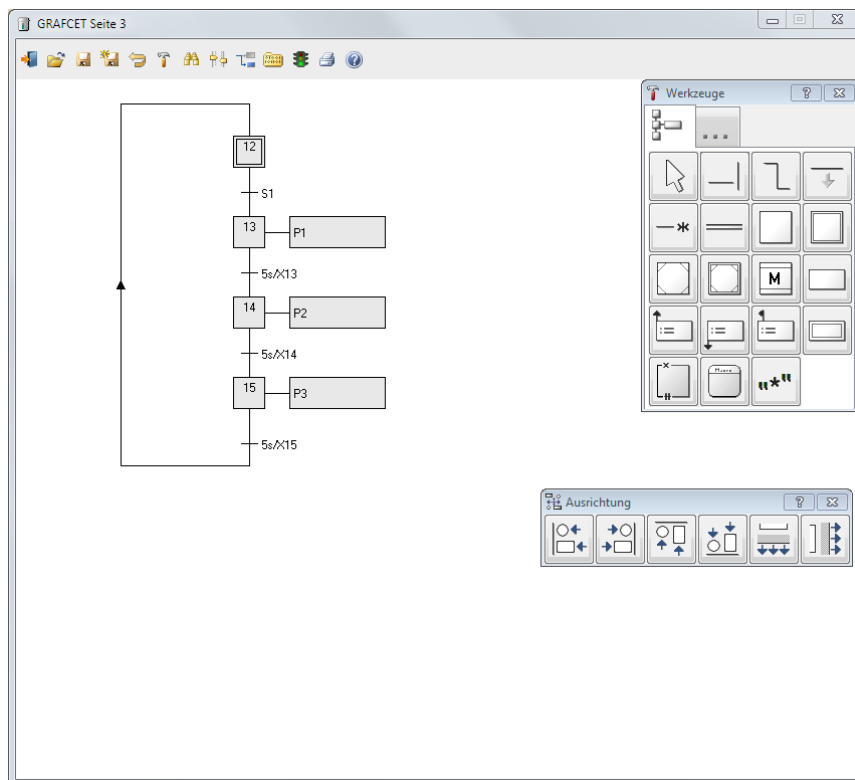 GRAFCET Seite 3
Werkzeuge
...
12
S1
13
P1
5s/X13
14
P2
5s/X14
15
P3
5s/X15
M
:=
:=
:=
Macro
"*"
Ausrichtung